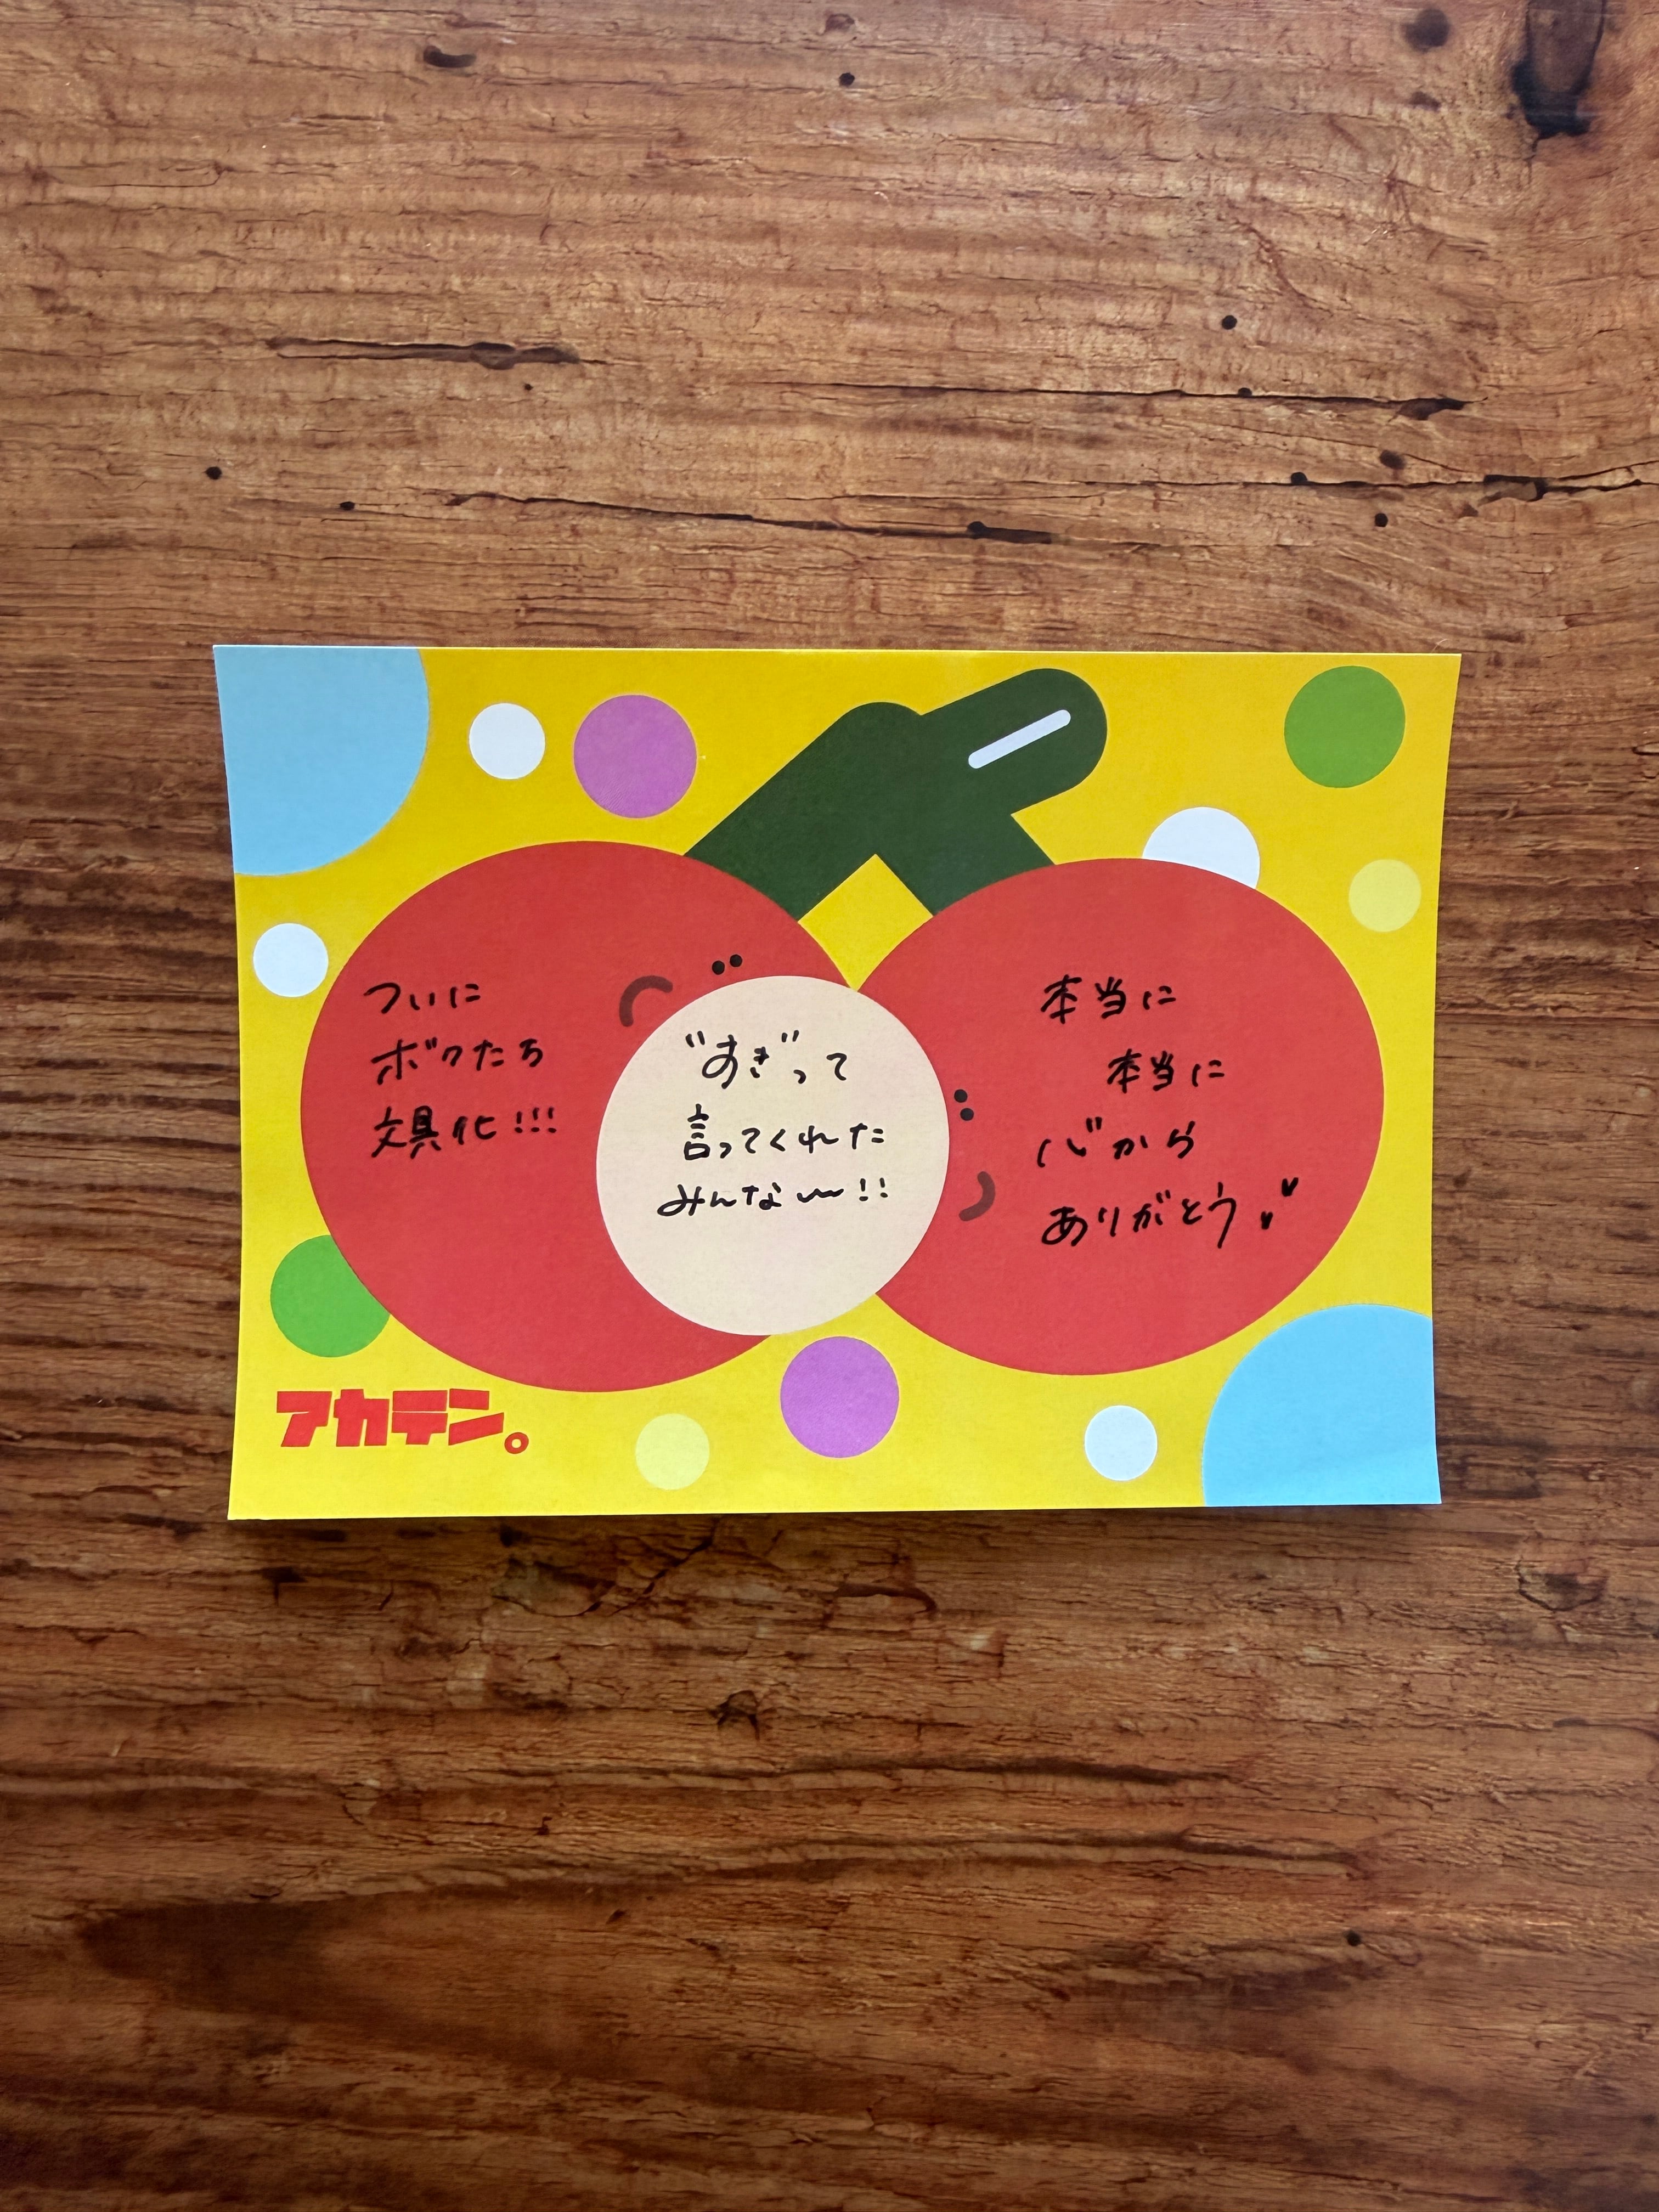 ついに
ボクたち
文具化!!!
"すき"って
言ってくれた
みんな〜!!
本当に
本当に
心から
ありがとう
アカテン。